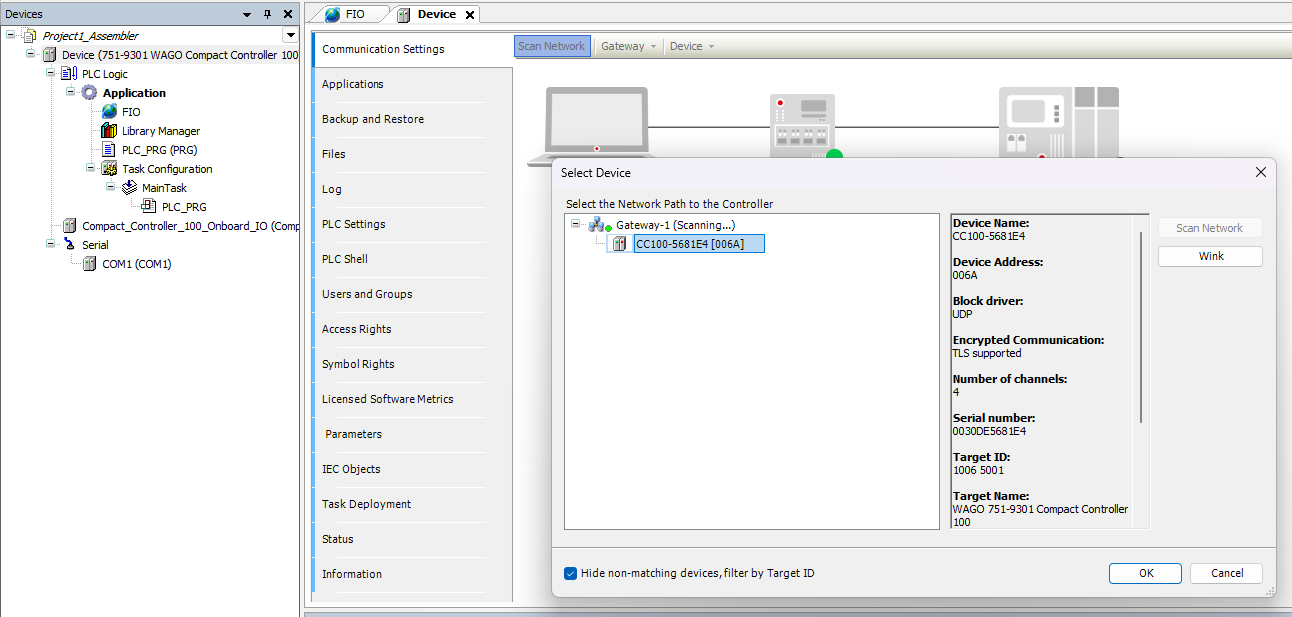 Devices
Project1_Assembler
Device (751-9301 WAGO Compact Controller 100
PLC Logic
Application
FIO
Library Manager
PLC_PRG (PRG)
Task Configuration
MainTask
PLC_PRG
Compact_Controller_100_Onboard_IO (Comp
Serial
COM1 (COM1)
FIO
Device
Communication Settings
Applications
Backup and Restore
Files
Log
PLC Settings
PLC Shell
Users and Groups
Access Rights
Symbol Rights
Licensed Software Metrics
Parameters
IEC Objects
Task Deployment
Status
Information
Scan Network
Gateway
Device
Select Device
Select the Network Path to the Controller
Gateway-1 (Scanning...)
CC100-5681E4 [006A]
Device Name:
CC100-5681E4
Device Address:
006A
Block driver:
UDP
Encrypted Communication:
TLS supported
Number of channels:
4
Serial number:
0030DE5681E4
Target ID:
1006 5001
Target Name:
WAGO 751-9301 Compact Controller
100
Scan Network
Wink
Hide non-matching devices, filter by Target ID
OK
Cancel